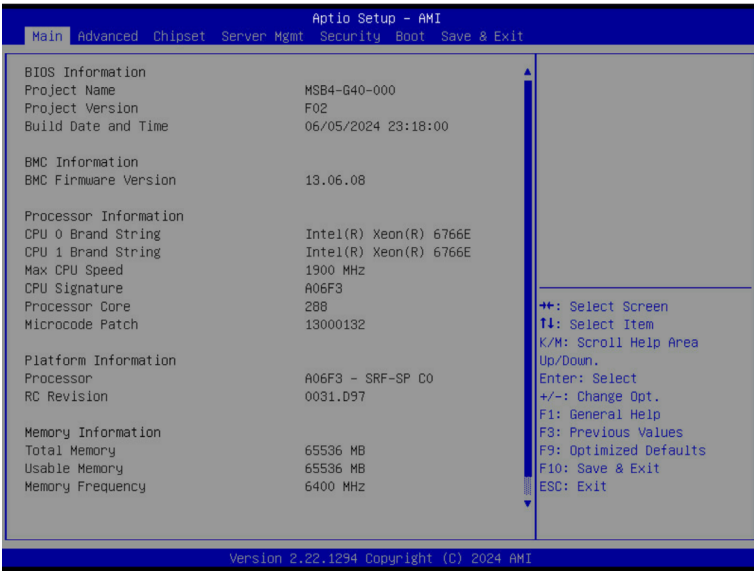 Aptio Setup – AMI
Main Advanced Chipset Server Mgmt Security Boot Save & Exit
BIOS Information
Project Name MSB4-G40-000
Project Version F02
Build Date and Time 06/05/2024 23:18:00
BMC Information
BMC Firmware Version 13.06.08
Processor Information
CPU 0 Brand String Intel(R) Xeon(R) 6766E
CPU 1 Brand String Intel(R) Xeon(R) 6766E
Max CPU Speed 1900 MHz
CPU Signature A06F3
Processor Core 288
Microcode Patch 13000132
Platform Information
Processor A06F3 - SRF-SP C0
RC Revision 0031.D97
Memory Information
Total Memory 65536 MB
Usable Memory 65536 MB
Memory Frequency 6400 MHz
→←: Select Screen
↑↓: Select Item
K/M: Scroll Help Area
Up/Down.
Enter: Select
+/-: Change Opt.
F1: General Help
F3: Previous Values
F9: Optimized Defaults
F10: Save & Exit
ESC: Exit
Version 2.22.1294 Copyright (C) 2024 AMI